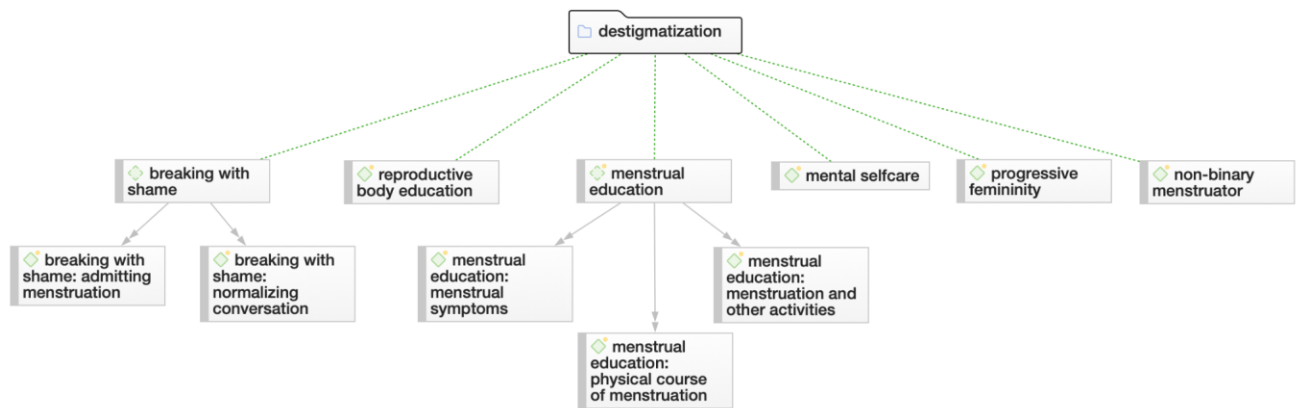 destigmatization
breaking with
shame
reproductive
body education
menstrual
education
mental selfcare
progressive
femininity
non-binary
menstruator
breaking with
shame: admitting
menstruation
breaking with
shame:
normalizing
conversation
menstrual
education:
menstrual
symptoms
menstrual
education:
menstruation and
other activities
menstrual
education:
physical course
of menstruation